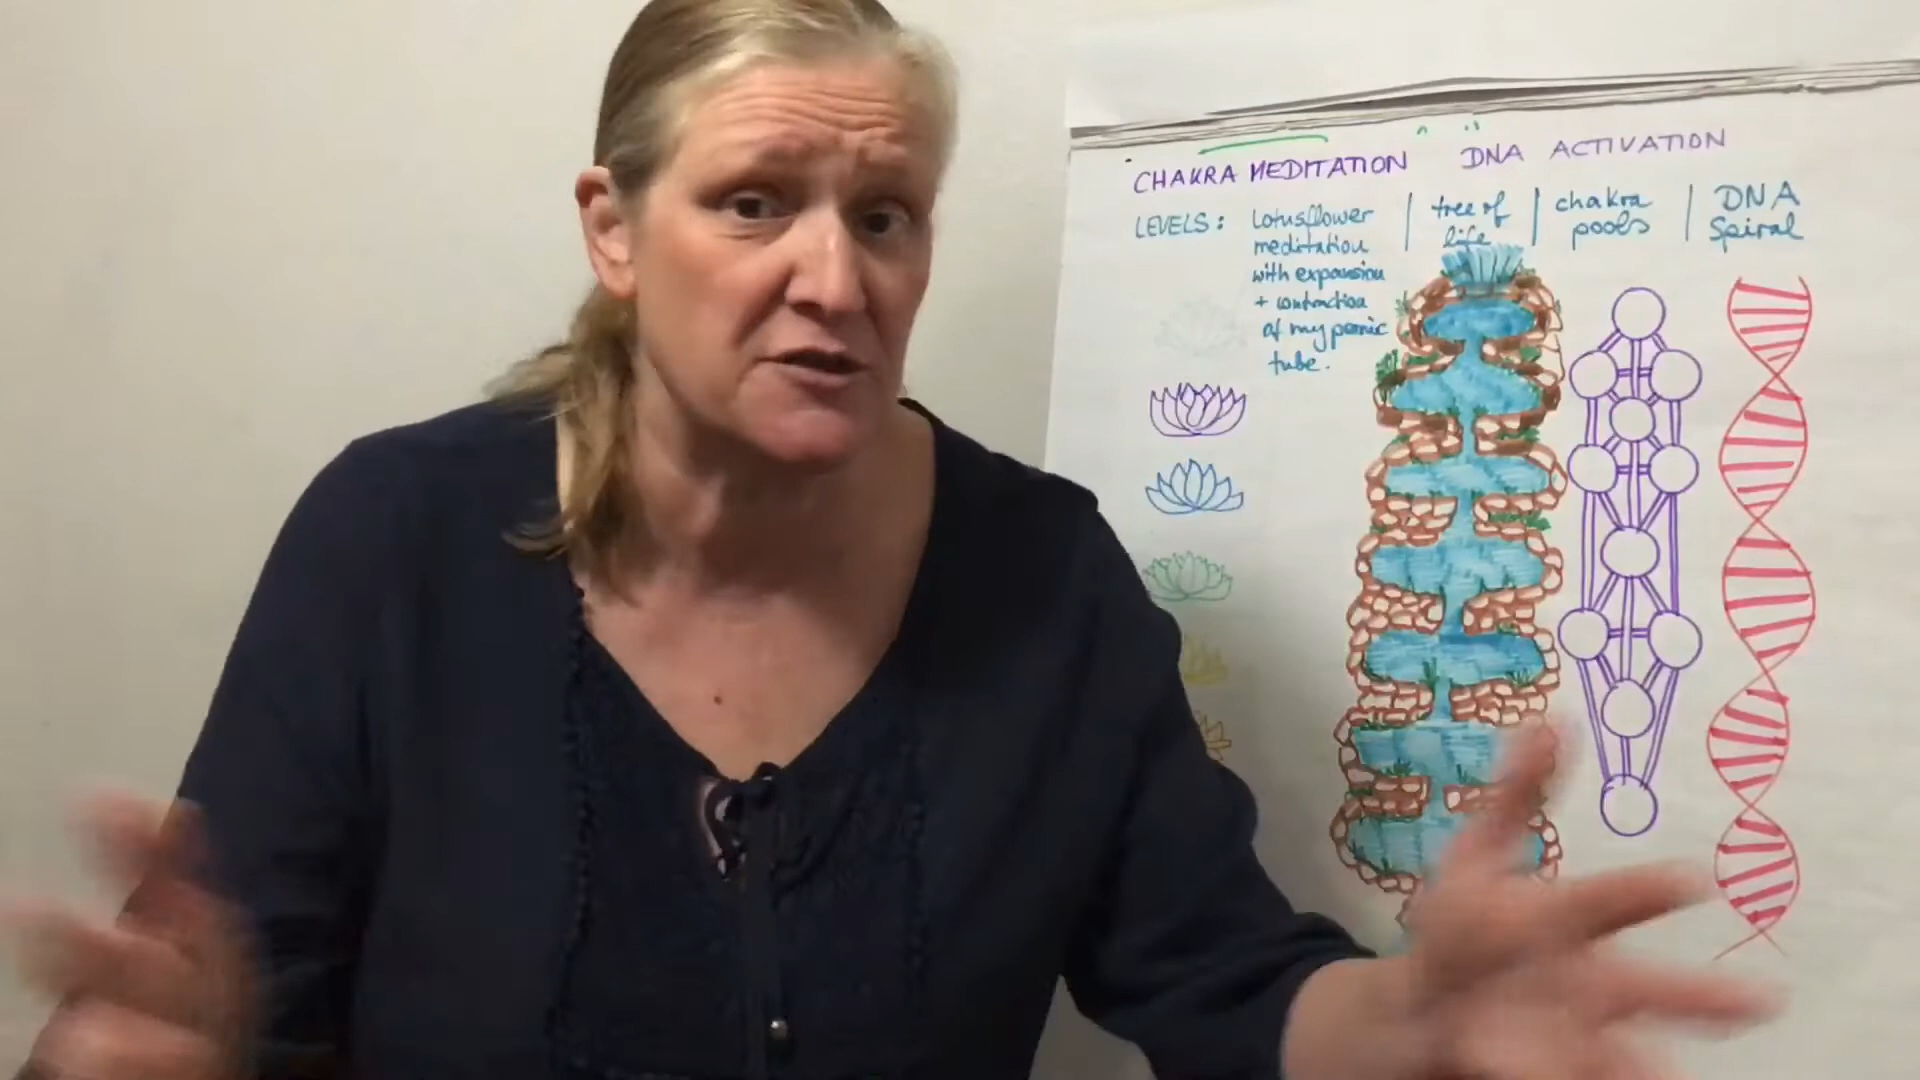 CHAKRA MEDITATION DNA ACTIVATION
LEVELS: Lotusflower meditation with expansion + contraction of my pranic tube.
tree of life
chakra pools
DNA Spiral